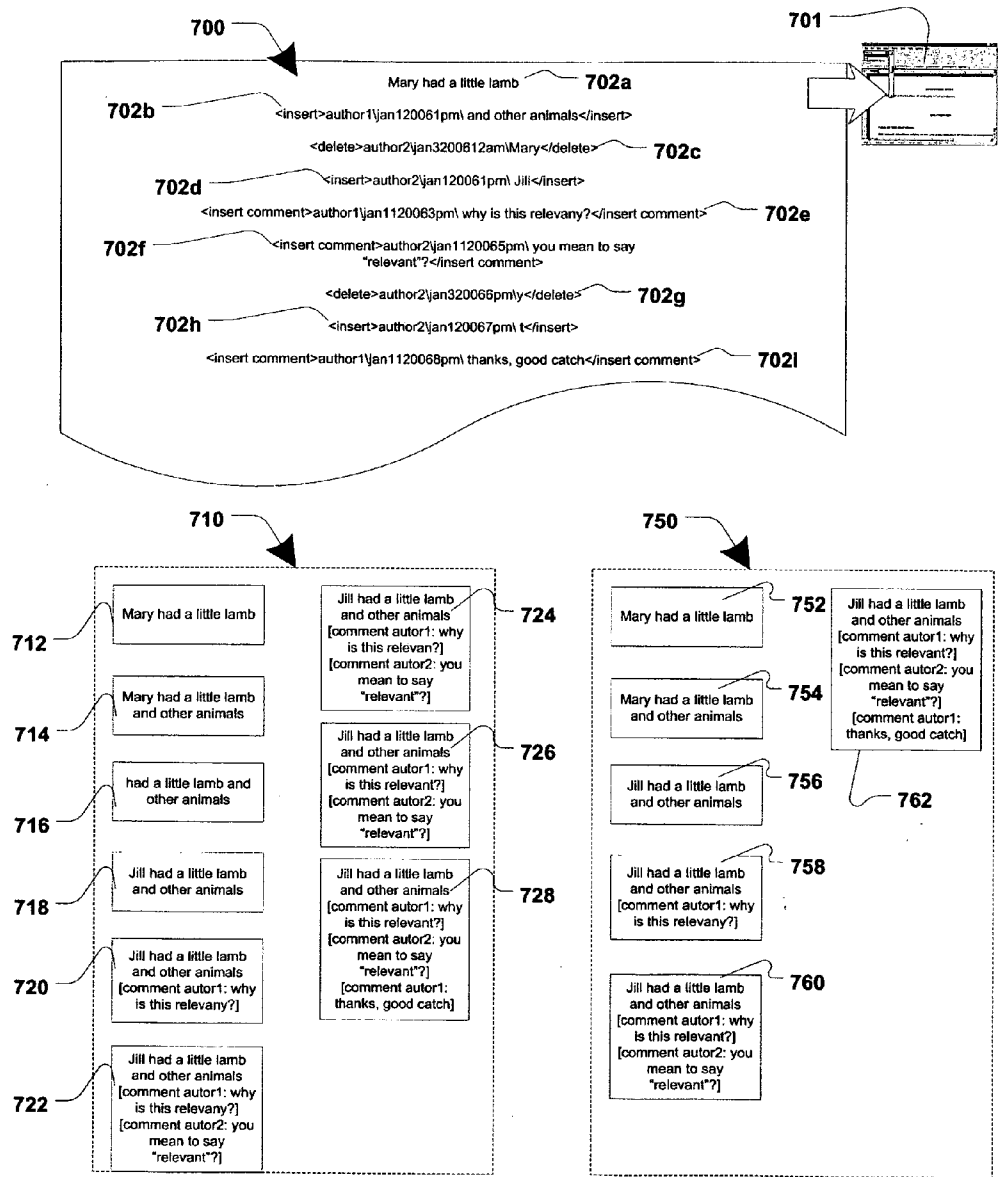 700
701
Mary had a little lamb
702a
702b
<insert>author1\jan120061pm\ and other animals</insert>
<delete>author2\jan3200612am\Mary</delete>
702c
702d
<insert>author2\jan120061pm\ Jill</insert>
<insert comment>author1\jan1120063pm\ why is this relevany?</insert comment>
702e
702f
<insert comment>author2\jan1120065pm\ you mean to say
"relevant"?</insert comment>
<delete>author2\jan320066pm\y</delete>
702g
702h
<insert>author2\jan120067pm\ t</insert>
<insert comment>author1\jan1120068pm\ thanks, good catch</insert comment>
702I
710
712
Mary had a little lamb
714
Mary had a little lamb
and other animals
716
had a little lamb and
other animals
718
Jill had a little lamb
and other animals
720
Jill had a little lamb
and other animals
[comment autor1: why
is this relevany?]
722
Jill had a little lamb
and other animals
[comment autor1: why
is this relevany?]
[comment autor2: you
mean to say
"relevant"?]
724
Jill had a little lamb
and other animals
[comment autor1: why
is this relevan?]
[comment autor2: you
mean to say
"relevant"?]
726
Jill had a little lamb
and other animals
[comment autor1: why
is this relevant?]
[comment autor2: you
mean to say
"relevant"?]
728
Jill had a little lamb
and other animals
[comment autor1: why
is this relevant?]
[comment autor2: you
mean to say
"relevant"?]
[comment autor1:
thanks, good catch]
750
752
Mary had a little lamb
754
Mary had a little lamb
and other animals
756
Jill had a little lamb
and other animals
758
Jill had a little lamb
and other animals
[comment autor1: why
is this relevany?]
760
Jill had a little lamb
and other animals
[comment autor1: why
is this relevant?]
[comment autor2: you
mean to say
"relevant"?]
Jill had a little lamb
and other animals
[comment autor1: why
is this relevant?]
[comment autor2: you
mean to say
"relevant"?]
[comment autor1:
thanks, good catch]
762